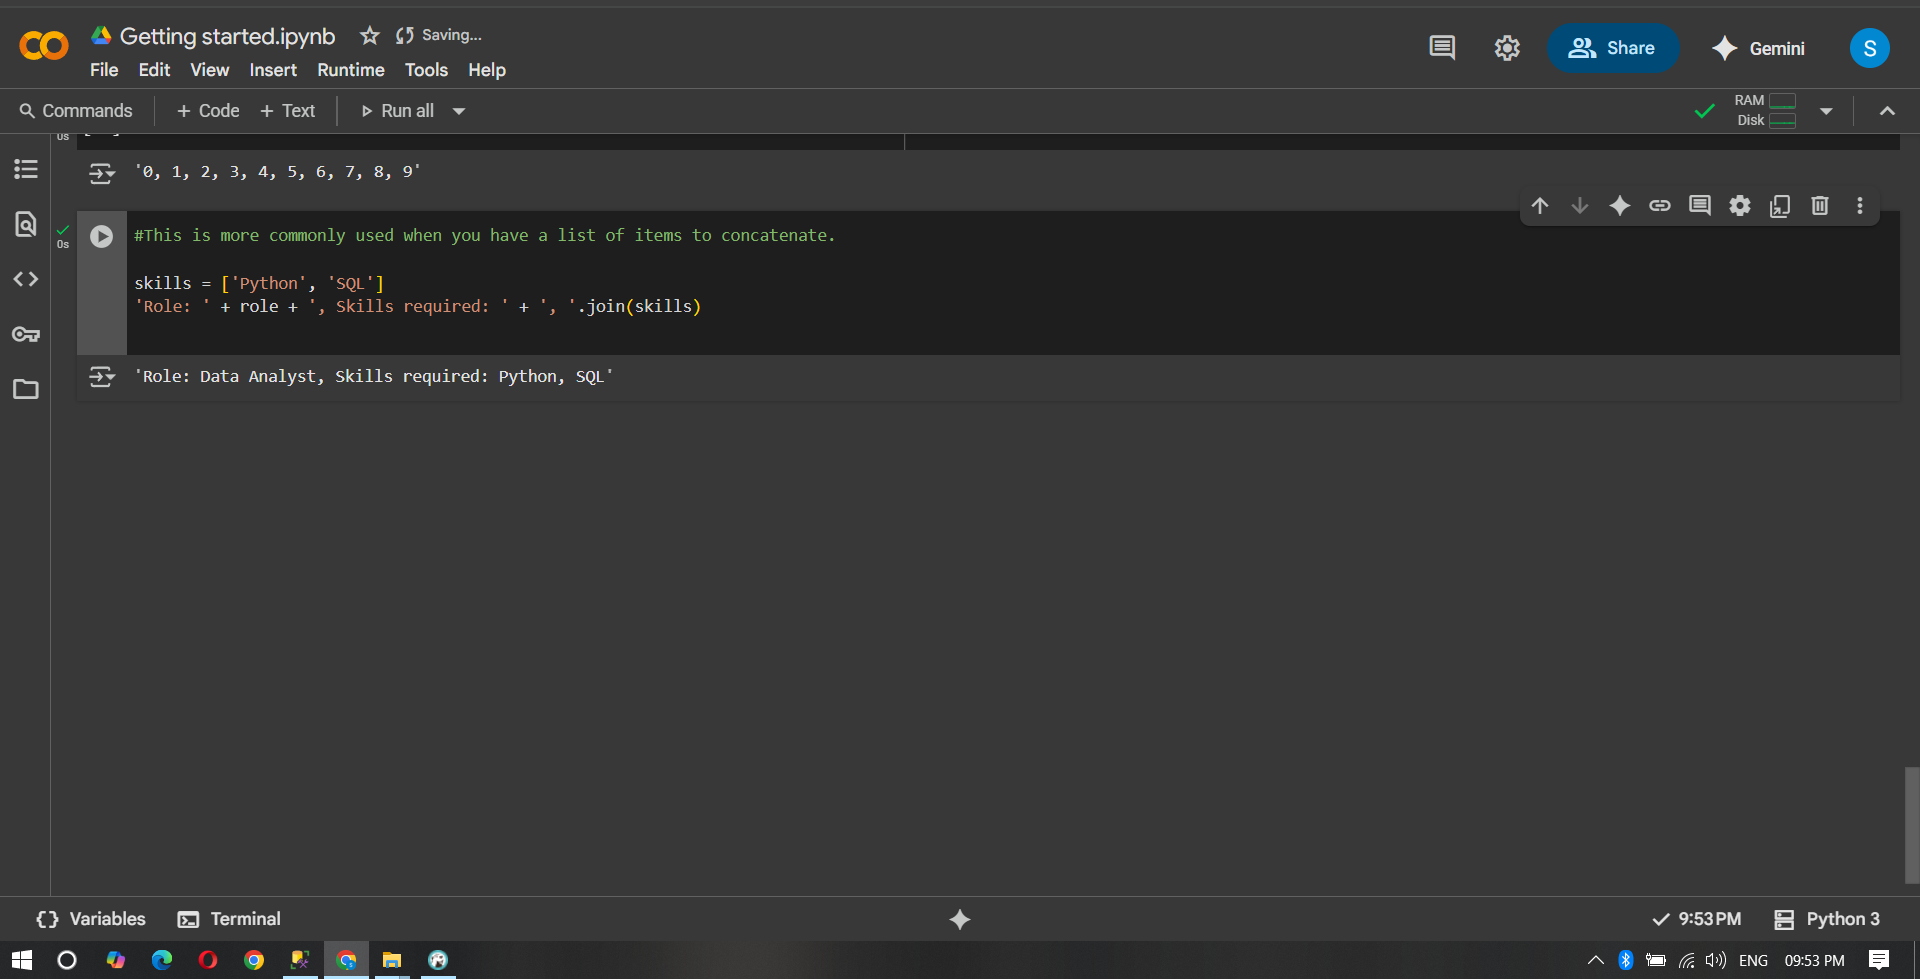 Getting started.ipynb
Saving...
File Edit View Insert Runtime Tools Help
Share
Gemini
S
Commands
+ Code + Text
Run all
RAM
Disk
0s
'0, 1, 2, 3, 4, 5, 6, 7, 8, 9'
0s
#This is more commonly used when you have a list of items to concatenate.
skills = ['Python', 'SQL']
'Role: ' + role + ', Skills required: ' + ', '.join(skills)
'Role: Data Analyst, Skills required: Python, SQL'
Variables
Terminal
9:53 PM
Python 3
ENG
09:53 PM